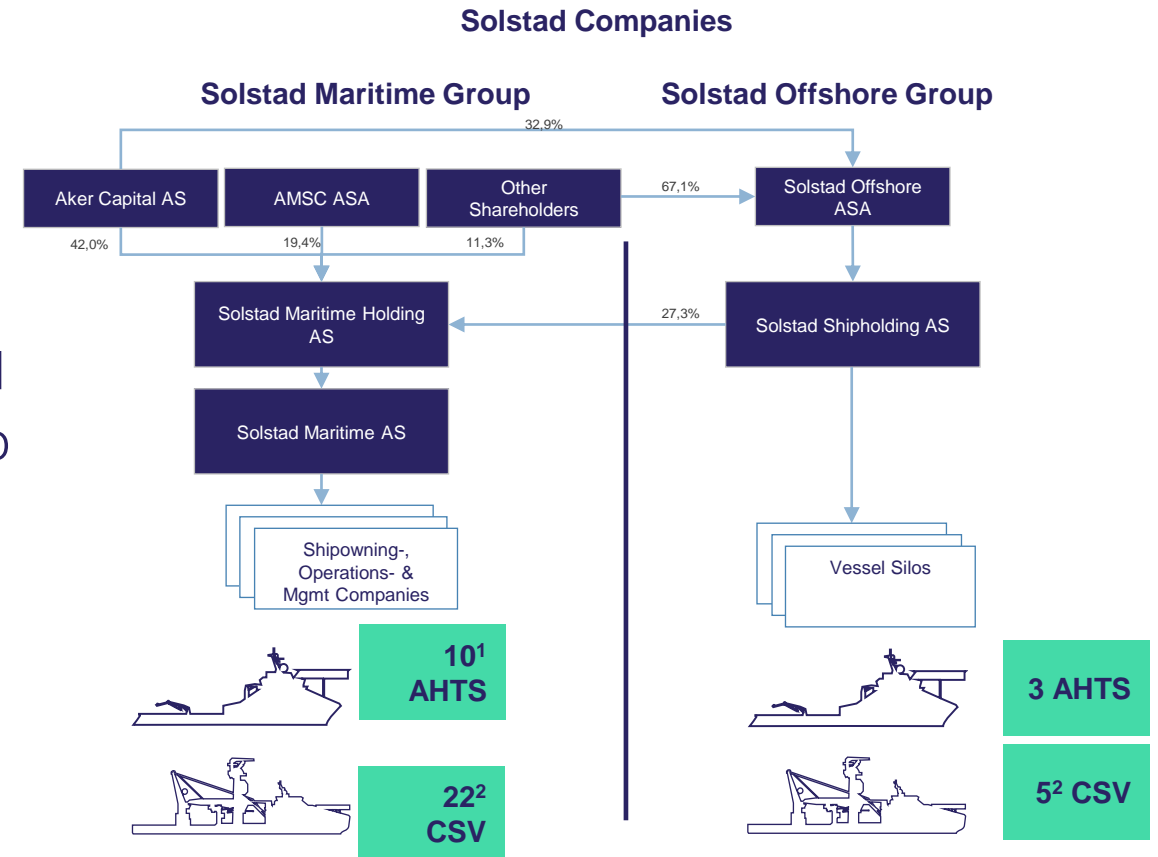 Solstad Companies
Solstad Maritime Group
Solstad Offshore Group
32,9%
Aker Capital AS
AMSC ASA
Other
Shareholders
67,1%
Solstad Offshore
ASA
42,0%
19,4%
11,3%
Solstad Maritime Holding
AS
27,3%
Solstad Shipholding AS
Solstad Maritime AS
Shipowning-,
Operations- &
Mgmt Companies
Vessel Silos
10¹
AHTS
3 AHTS
22²
CSV
5² CSV